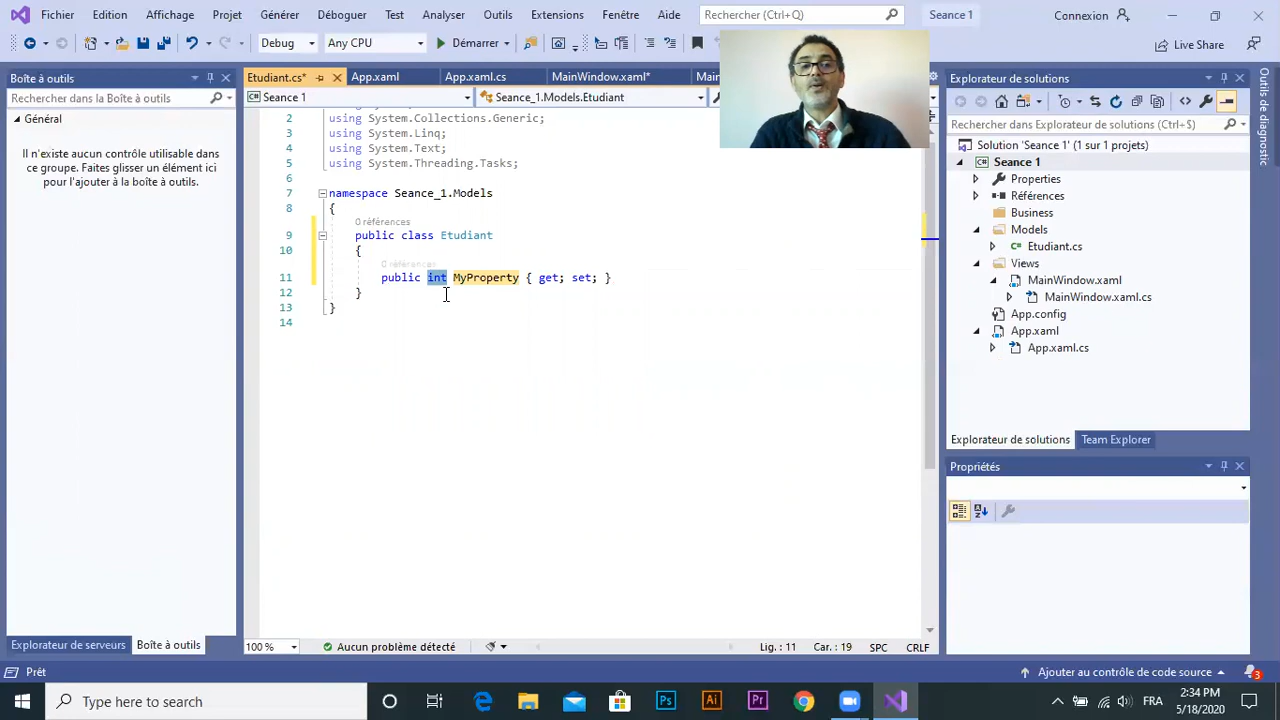 Fichier Edition Affichage Projet Générer Déboguer Test Analyser Outils Extensions Fenêtre Aide Rechercher (Ctrl+Q) Seance 1 Connexion
Debug Any CPU Démarrer Live Share
Boîte à outils
Rechercher dans la Boîte à outils
Général
Il n'existe aucun contrôle utilisable dans
ce groupe. Faites glisser un élément ici
pour l'ajouter à la boîte à outils.
Explorateur de serveurs Boîte à outils
Etudiant.cs* App.xaml App.xaml.cs MainWindow.xaml*
Seance 1 Seance_1.Models.Etudiant
2 using System.Collections.Generic;
3 using System.Linq;
4 using System.Text;
5 using System.Threading.Tasks;
6
7 namespace Seance_1.Models
8 {
0 références
9 public class Etudiant
10 {
0 références
11 public int MyProperty { get; set; }
12 }
13 }
14
100 % Aucun problème détecté Lig. : 11 Car. : 19 SPC CRLF
Explorateur de solutions
Rechercher dans l'Explorateur de solutions (Ctrl+$)
Solution 'Seance 1' (1 sur 1 projets)
Seance 1
Properties
Références
Business
Models
Etudiant.cs
Views
MainWindow.xaml
MainWindow.xaml.cs
App.config
App.xaml
App.xaml.cs
Explorateur de solutions Team Explorer
Propriétés
Outils de diagnostic
Prêt Ajouter au contrôle de code source 3
Type here to search
Ps Ai Pr
FRA 2:34 PM
5/18/2020